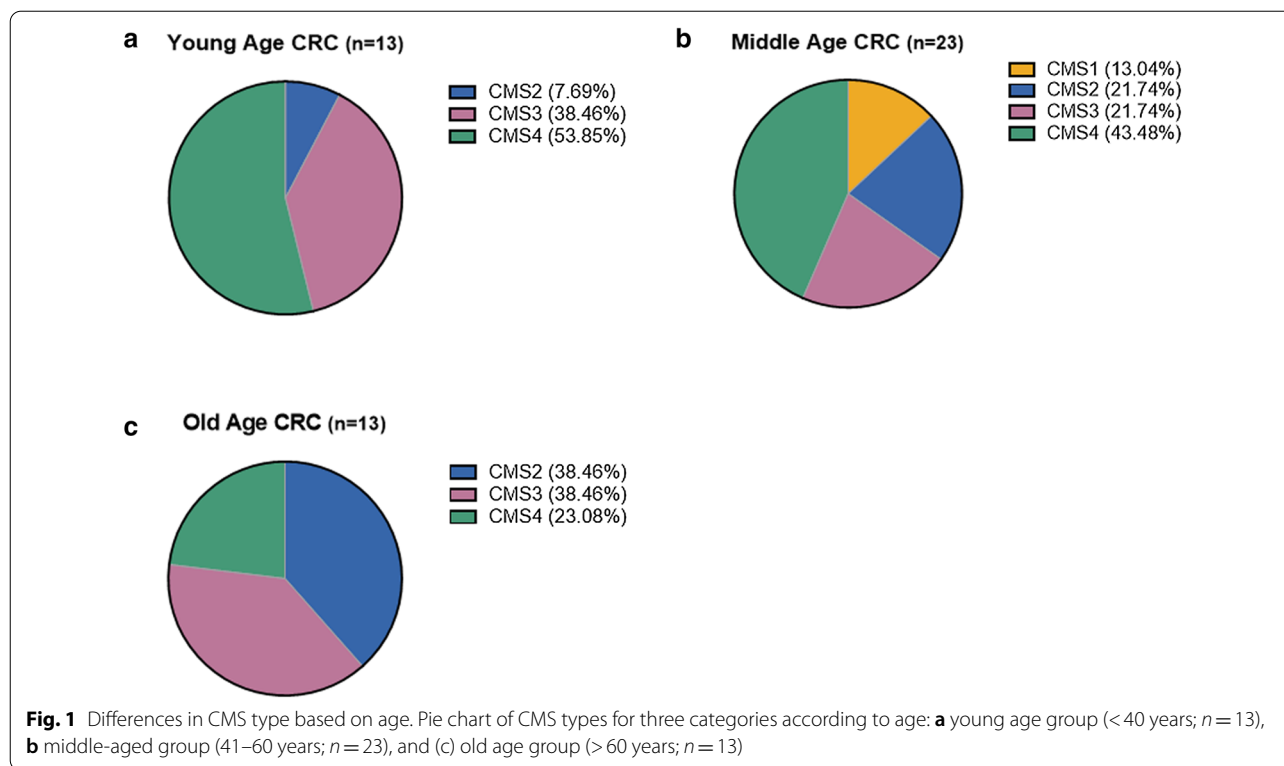 a
Young Age CRC (n=13)
CMS2 (7.69%)
CMS3 (38.46%)
CMS4 (53.85%)
b
Middle Age CRC (n=23)
CMS1 (13.04%)
CMS2 (21.74%)
CMS3 (21.74%)
CMS4 (43.48%)
c
Old Age CRC (n=13)
CMS2 (38.46%)
CMS3 (38.46%)
CMS4 (23.08%)
Fig. 1 Differences in CMS type based on age. Pie chart of CMS types for three categories according to age: a young age group (< 40 years; n = 13),
b middle-aged group (41–60 years; n = 23), and (c) old age group (> 60 years; n = 13)